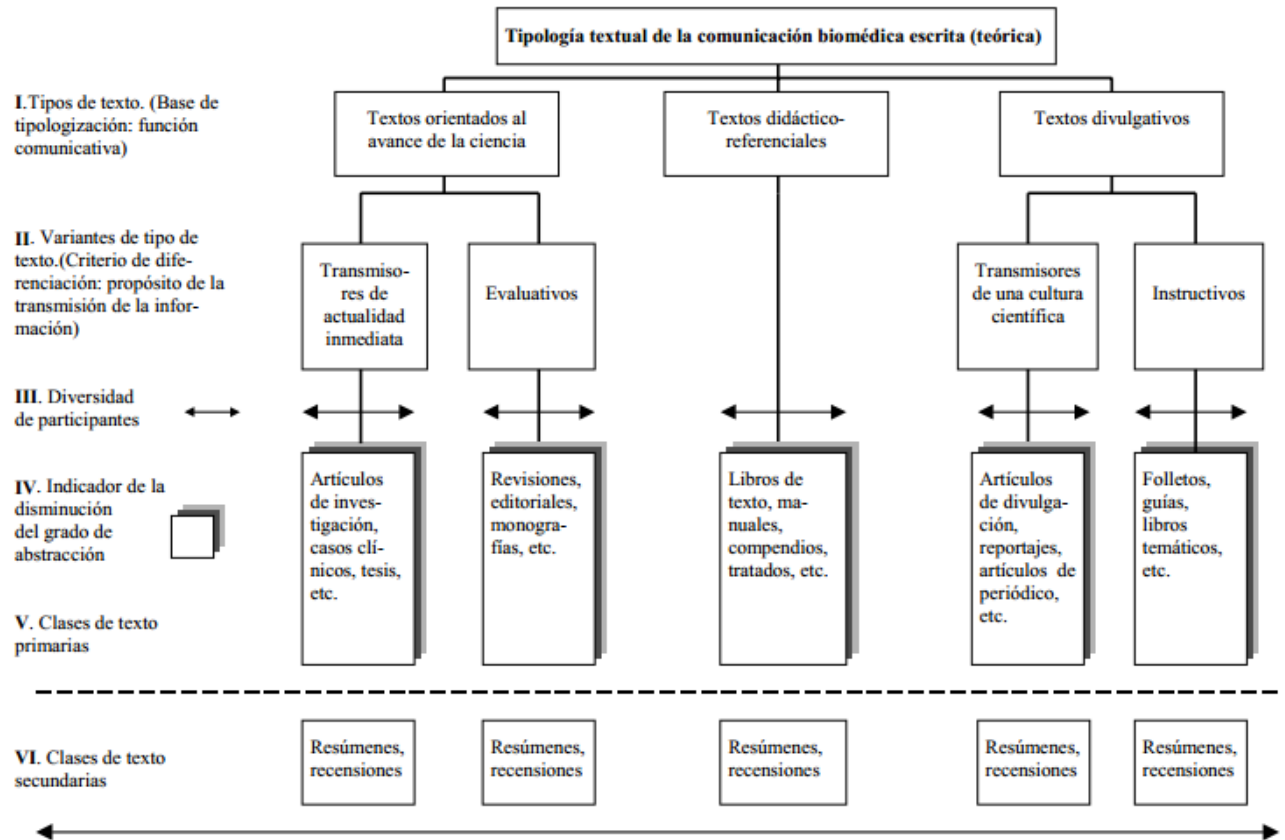 Tipología textual de la comunicación biomédica escrita (teórica)
I.Tipos de texto. (Base de
tipologización: función
comunicativa)
Textos orientados al
avance de la ciencia
Textos didáctico-
referenciales
Textos divulgativos
II. Variantes de tipo de
texto.(Criterio de dife-
renciación: propósito de la
transmisión de la infor-
mación)
Transmiso-
res de
actualidad
inmediata
Evaluativos
Transmisores
de una cultura
científica
Instructivos
III. Diversidad
de participantes
IV. Indicador de la
disminución
del grado de
abstracción
V. Clases de texto
primarias
Artículos
de inves-
tigación,
casos clí-
nicos, tesis,
etc.
Revisiones,
editoriales,
monogra-
fías, etc.
Libros de
texto, ma-
nuales,
compendios,
tratados, etc.
Artículos
de divulga-
ción,
reportajes,
artículos de
periódico,
etc.
Folletos,
guías,
libros
temáticos,
etc.
VI. Clases de texto
secundarias
Resúmenes,
recensiones
Resúmenes,
recensiones
Resúmenes,
recensiones
Resúmenes,
recensiones
Resúmenes,
recensiones